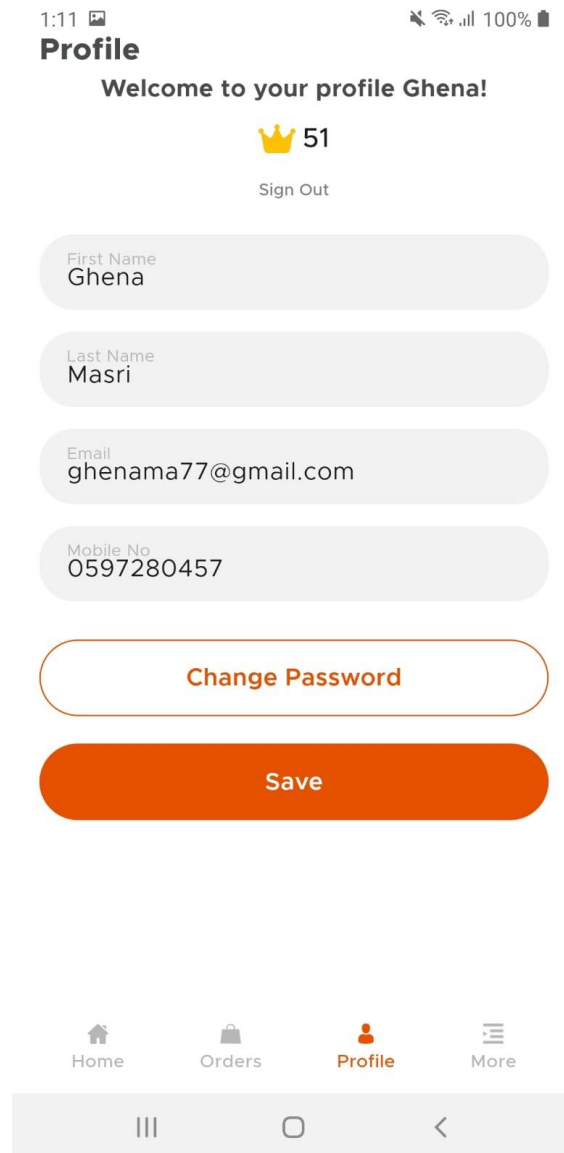 1:11 100%
Profile
Welcome to your profile Ghena!
51
Sign Out
First Name
Ghena
Last Name
Masri
Email
ghenama77@gmail.com
Mobile No
0597280457
Change Password
Save
Home Orders Profile More